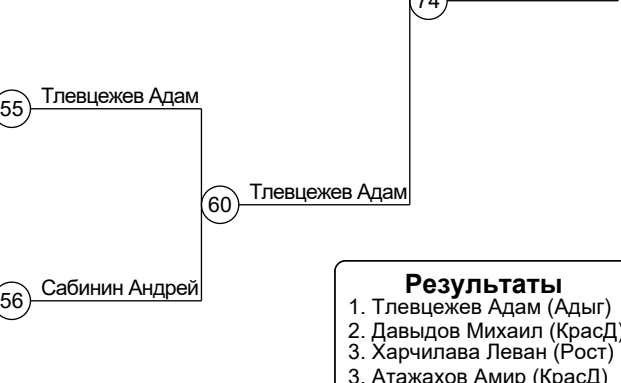 74
Тлевцежев Адам
55
Тлевцежев Адам
60
Сабинин Андрей
56
Результаты
1. Тлевцежев Адам (Адыг)
2. Давыдов Михаил (КрасД)
3. Харчилава Леван (Рост)
3. Атажахов Амир (КрасД)